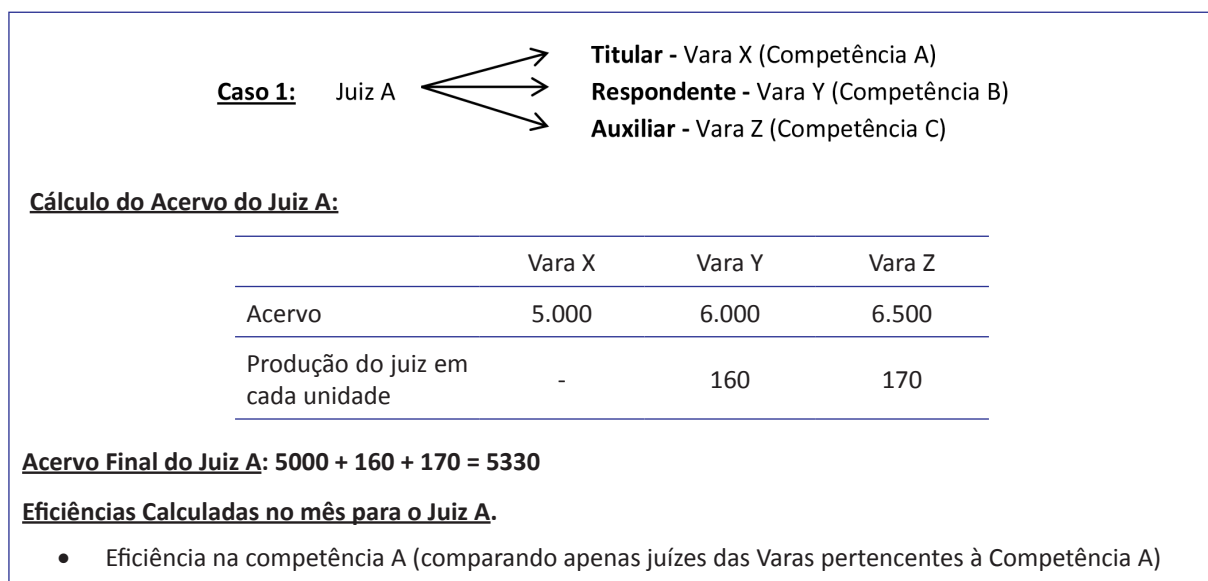 Titular - Vara X (Competência A)
Caso 1: Juiz A
Respondente - Vara Y (Competência B)
Auxiliar - Vara Z (Competência C)
Cálculo do Acervo do Juiz A:
Vara X Vara Y Vara Z
Acervo 5.000 6.000 6.500
Produção do juiz em
cada unidade - 160 170
Acervo Final do Juiz A: 5000 + 160 + 170 = 5330
Eficiências Calculadas no mês para o Juiz A.
• Eficiência na competência A (comparando apenas juízes das Varas pertencentes à Competência A)